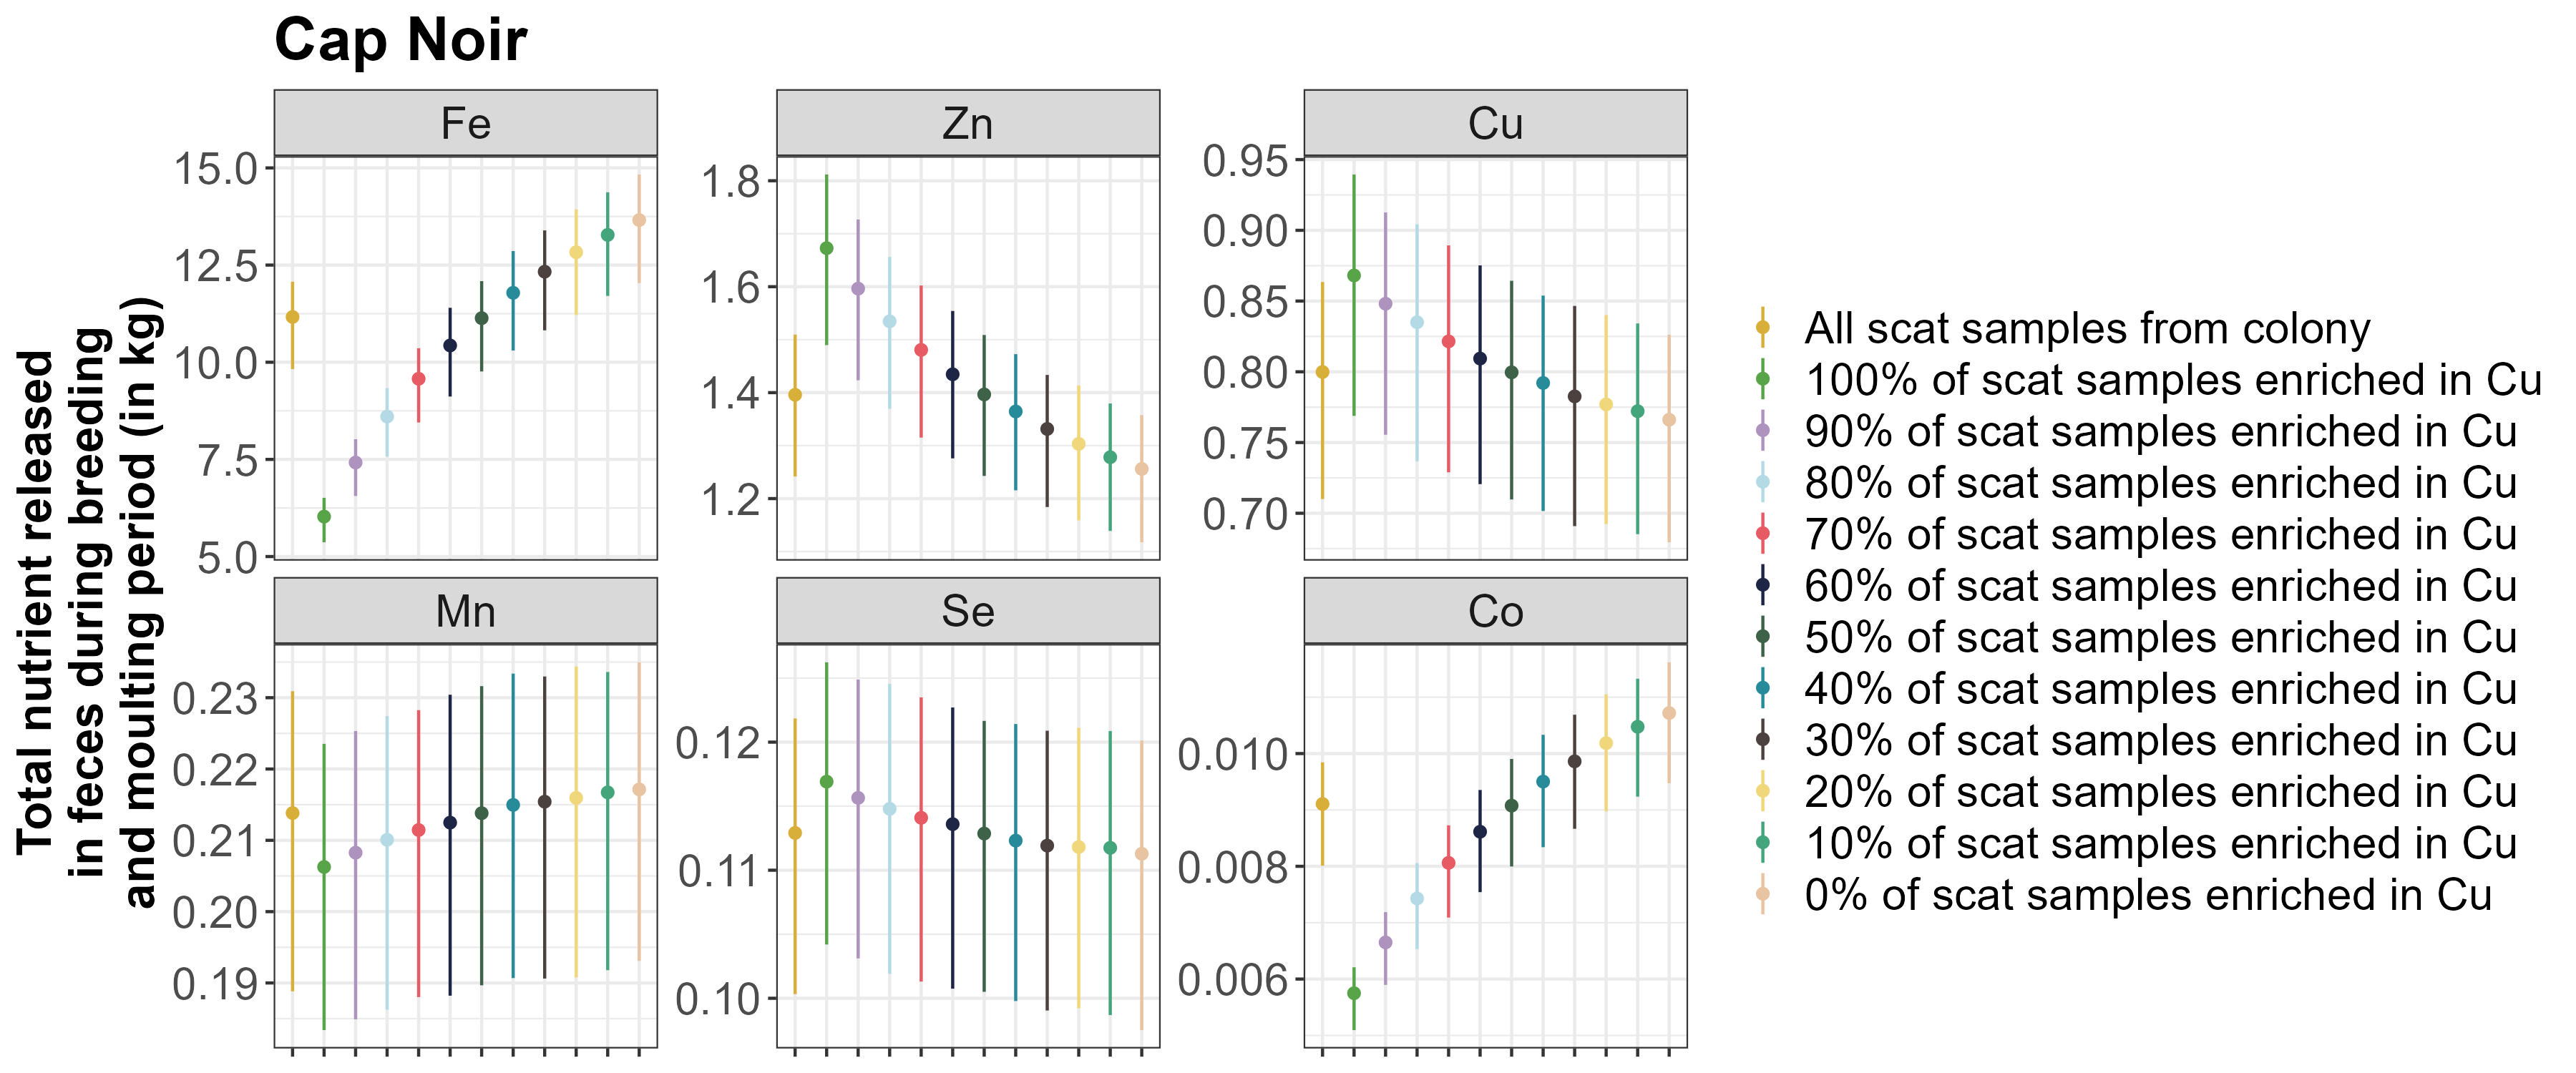 Cap Noir
Total nutrient released
in feces during breeding
and moulting period (in kg)
Fe
15.0
12.5
10.0
7.5
5.0
Zn
1.8
1.6
1.4
1.2
Cu
0.95
0.90
0.85
0.80
0.75
0.70
Mn
0.23
0.22
0.21
0.20
0.19
Se
0.12
0.11
0.10
Co
0.010
0.008
0.006
All scat samples from colony
100% of scat samples enriched in Cu
90% of scat samples enriched in Cu
80% of scat samples enriched in Cu
70% of scat samples enriched in Cu
60% of scat samples enriched in Cu
50% of scat samples enriched in Cu
40% of scat samples enriched in Cu
30% of scat samples enriched in Cu
20% of scat samples enriched in Cu
10% of scat samples enriched in Cu
0% of scat samples enriched in Cu